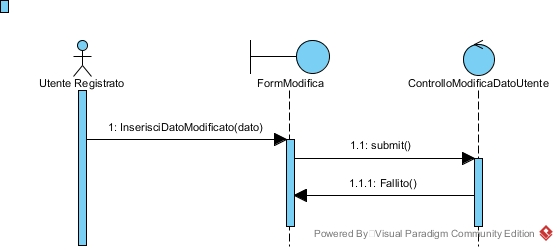 Utente Registrato
FormModifica
ControlloModificaDatoUtente
1: InserisciDatoModificato(dato)
1.1: submit()
1.1.1: Fallito()
Powered By Visual Paradigm Community Edition